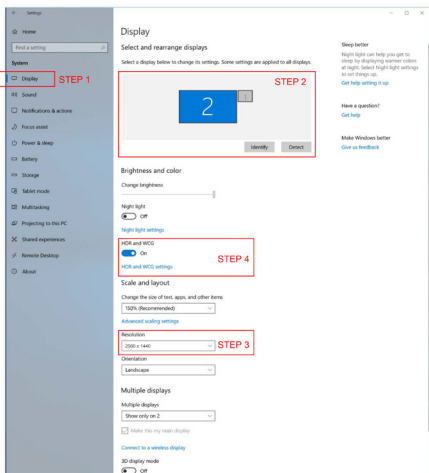 Settings
Home
Find a setting
System
Display
STEP 1
Sound
Notifications & actions
Focus assist
Power & sleep
Battery
Storage
Tablet mode
Multitasking
Projecting to this PC
Shared experiences
Remote Desktop
About
Display
Select and rearrange displays
Select a display below to change its settings. Some settings are applied to all displays.
STEP 2
2
1
Identify
Detect
Brightness and color
Change brightness
Night light
Off
Night light settings
HDR and WCG
On
STEP 4
HDR and WCG settings
Scale and layout
Change the size of text, apps, and other items
150% (Recommended)
Advanced scaling settings
Resolution
2560 x 1440
STEP 3
Orientation
Landscape
Multiple displays
Multiple displays
Show only on 2
Make this my main display
Connect to a wireless display
3D display mode
Off
Sleep better
Night light can help you get to
sleep by displaying warmer colors
at night. Select Night light settings
to set things up.
Get help setting it up
Have a question?
Get help
Make Windows better
Give us feedback